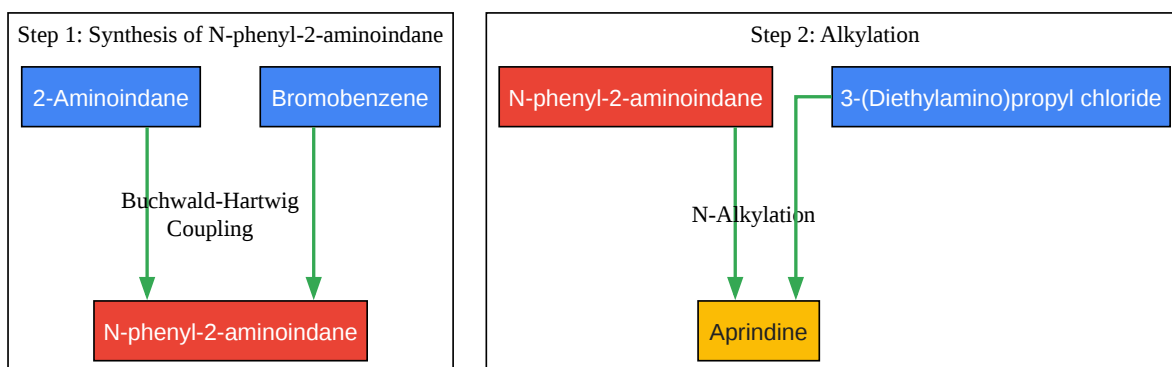 Step 1: Synthesis of N-phenyl-2-aminoindane
2-Aminoindane
Bromobenzene
Buchwald-Hartwig
Coupling
N-phenyl-2-aminoindane
Step 2: Alkylation
N-phenyl-2-aminoindane
3-(Diethylamino)propyl chloride
N-Alkylation
Aprindine